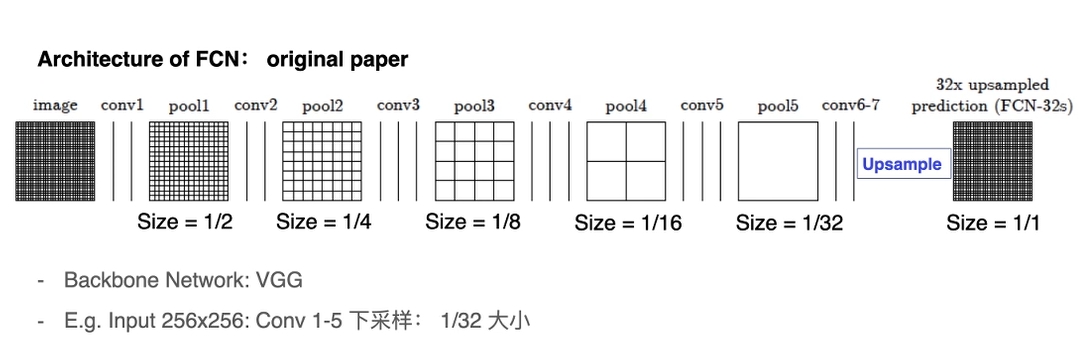 Architecture of FCN： original paper
32x upsampled
image conv1 pool1 conv2 pool2 conv3 pool3 conv4 pool4 conv5 pool5 conv6-7 prediction (FCN-32s)
Upsample
Size = 1/2 Size = 1/4 Size = 1/8 Size = 1/16 Size = 1/32 Size = 1/1
- Backbone Network: VGG
- E.g. Input 256x256: Conv 1-5 下采样： 1/32 大小